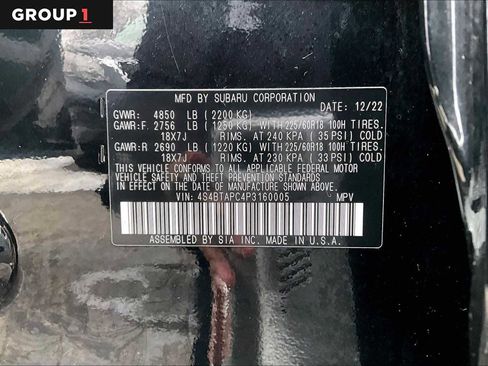 GROUP 1
MFD BY SUBARU CORPORATION DATE: 12/22
GVWR: 4850 LB (2200 KG)
GAWR:F. 2756 LB (1250 KG)-WITH 225/60R18 100H TIRES.
18X7J RIMS. AT 240 KPA ( 35 PSI) COLD
GAWR:R 2690 LB (1220 KG)-WITH 225/60R18 100H TIRES.
18X7J RIMS. AT 230 KPA ( 33 PSI) COLD
THIS VEHICLE CONFORMS TO ALL APPLICABLE FEDERAL MOTOR
VEHICLE SAFETY AND THEFT PREVENTION STANDARDS
IN EFFECT ON THE DATE OF MANUFACTURE SHOWN ABOVE.
VIN: 4S4BTAPC4P3160005 MPV
ASSEMBLED BY SIA INC. MADE IN U.S.A.